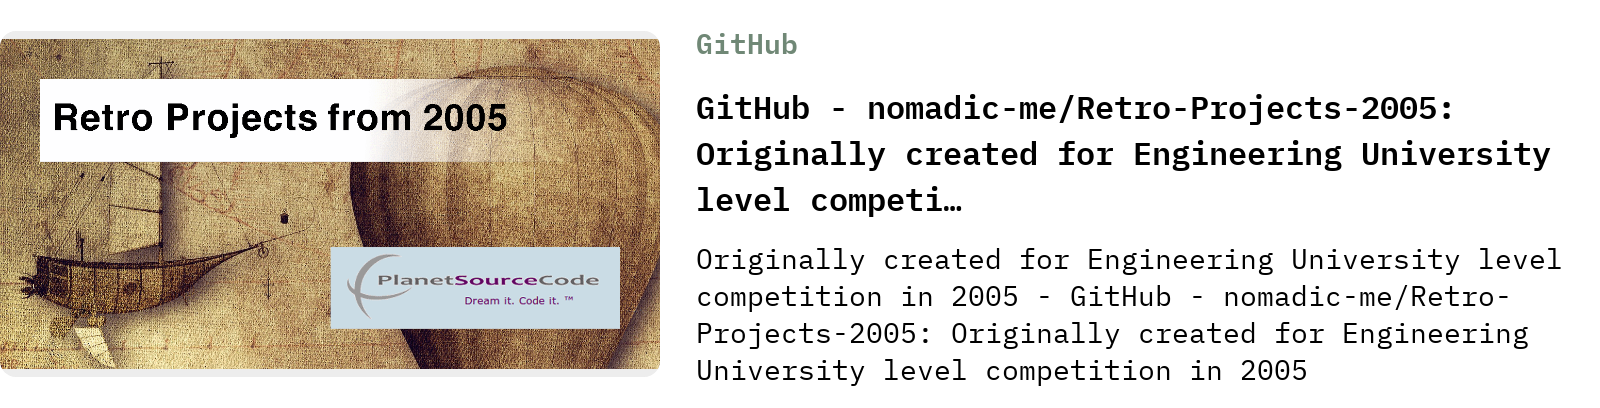 Retro Projects from 2005
PlanetSourceCode
Dream it. Code it. ™
GitHub
GitHub - nomadic-me/Retro-Projects-2005:
Originally created for Engineering University
level competi…
Originally created for Engineering University level
competition in 2005 - GitHub - nomadic-me/Retro-
Projects-2005: Originally created for Engineering
University level competition in 2005